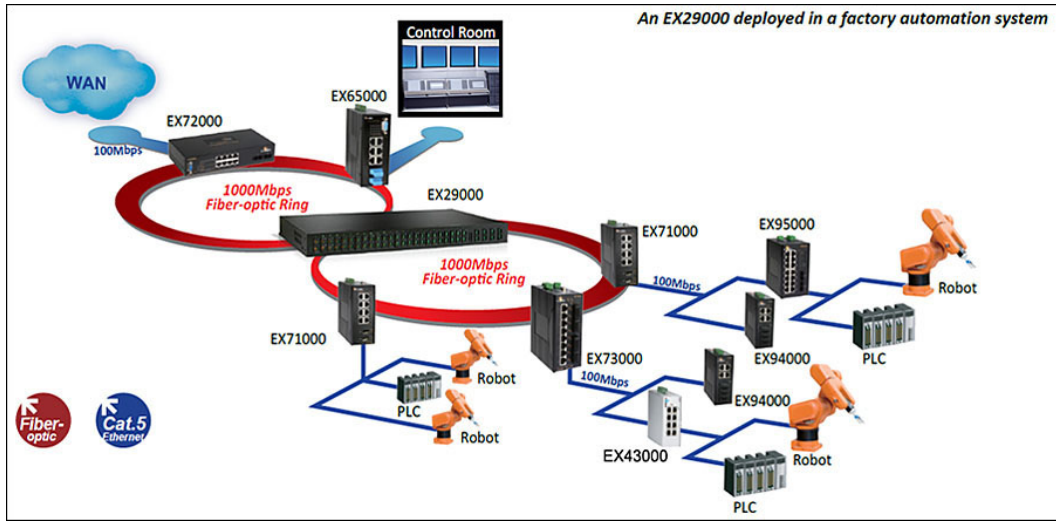 An EX29000 deployed in a factory automation system
Control Room
WAN
EX65000
EX72000
100Mbps
1000Mbps
Fiber-optic Ring
EX29000
EX71000
EX95000
1000Mbps
Fiber-optic Ring
100Mbps
Robot
EX71000
EX73000
EX94000
PLC
100Mbps
Robot
PLC
EX94000
Robot
Robot
EX43000
PLC
Fiber-
optic
Cat.5
Ethernet